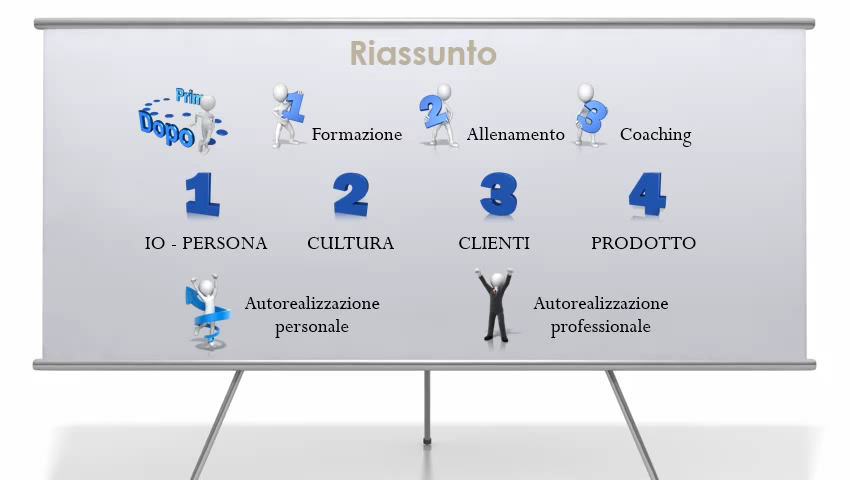 Riassunto
Prima
Dopo
1
Formazione
2
Allenamento
3
Coaching
1
2
3
4
IO - PERSONA
CULTURA
CLIENTI
PRODOTTO
Autorealizzazione
personale
Autorealizzazione
professionale